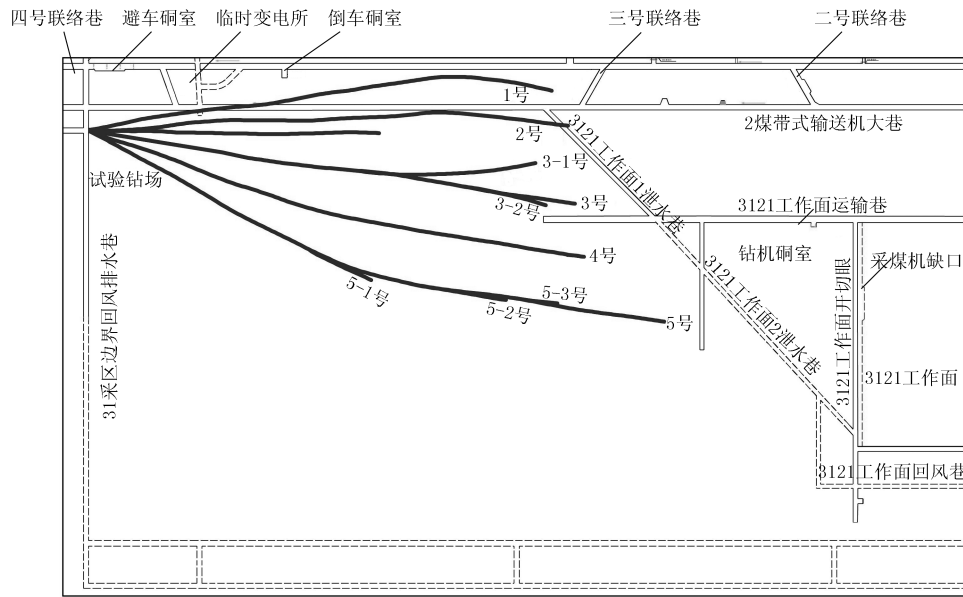 四号联络巷
避车硐室
临时变电所
倒车硐室
三号联络巷
二号联络巷
1号
2号
2煤带式输送机大巷
3121工作面1泄水巷
3-1号
试验钻场
3-2号
3号
3121工作面运输巷
4号
钻机硐室
采煤机缺口
3121工作面2泄水巷
3121工作面开切眼
31采区边界回风排水巷
5-1号
5-2号
5-3号
5号
3121工作面
3121工作面回风巷